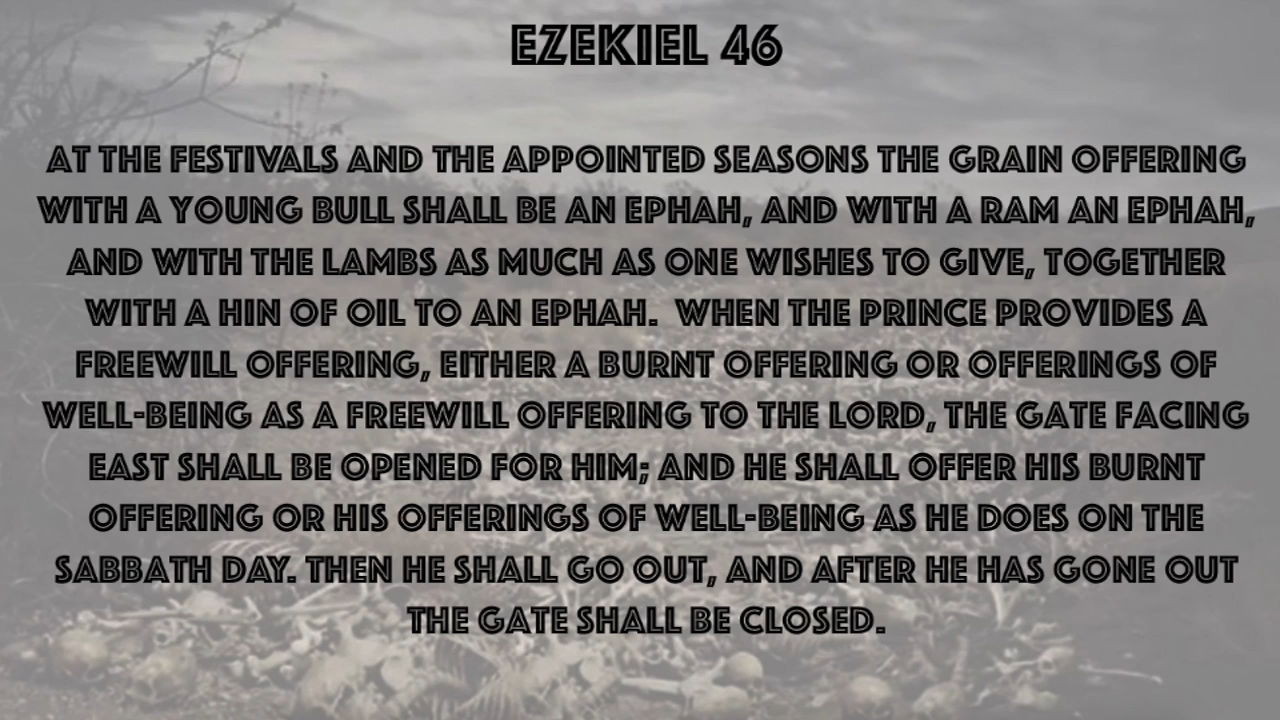 EZEKIEL 46
AT THE FESTIVALS AND THE APPOINTED SEASONS THE GRAIN OFFERING
WITH A YOUNG BULL SHALL BE AN EPHAH, AND WITH A RAM AN EPHAH,
AND WITH THE LAMBS AS MUCH AS ONE WISHES TO GIVE, TOGETHER
WITH A HIN OF OIL TO AN EPHAH.  WHEN THE PRINCE PROVIDES A
FREEWILL OFFERING, EITHER A BURNT OFFERING OR OFFERINGS OF
WELL-BEING AS A FREEWILL OFFERING TO THE LORD, THE GATE FACING
EAST SHALL BE OPENED FOR HIM; AND HE SHALL OFFER HIS BURNT
OFFERING OR HIS OFFERINGS OF WELL-BEING AS HE DOES ON THE
SABBATH DAY. THEN HE SHALL GO OUT, AND AFTER HE HAS GONE OUT
THE GATE SHALL BE CLOSED.